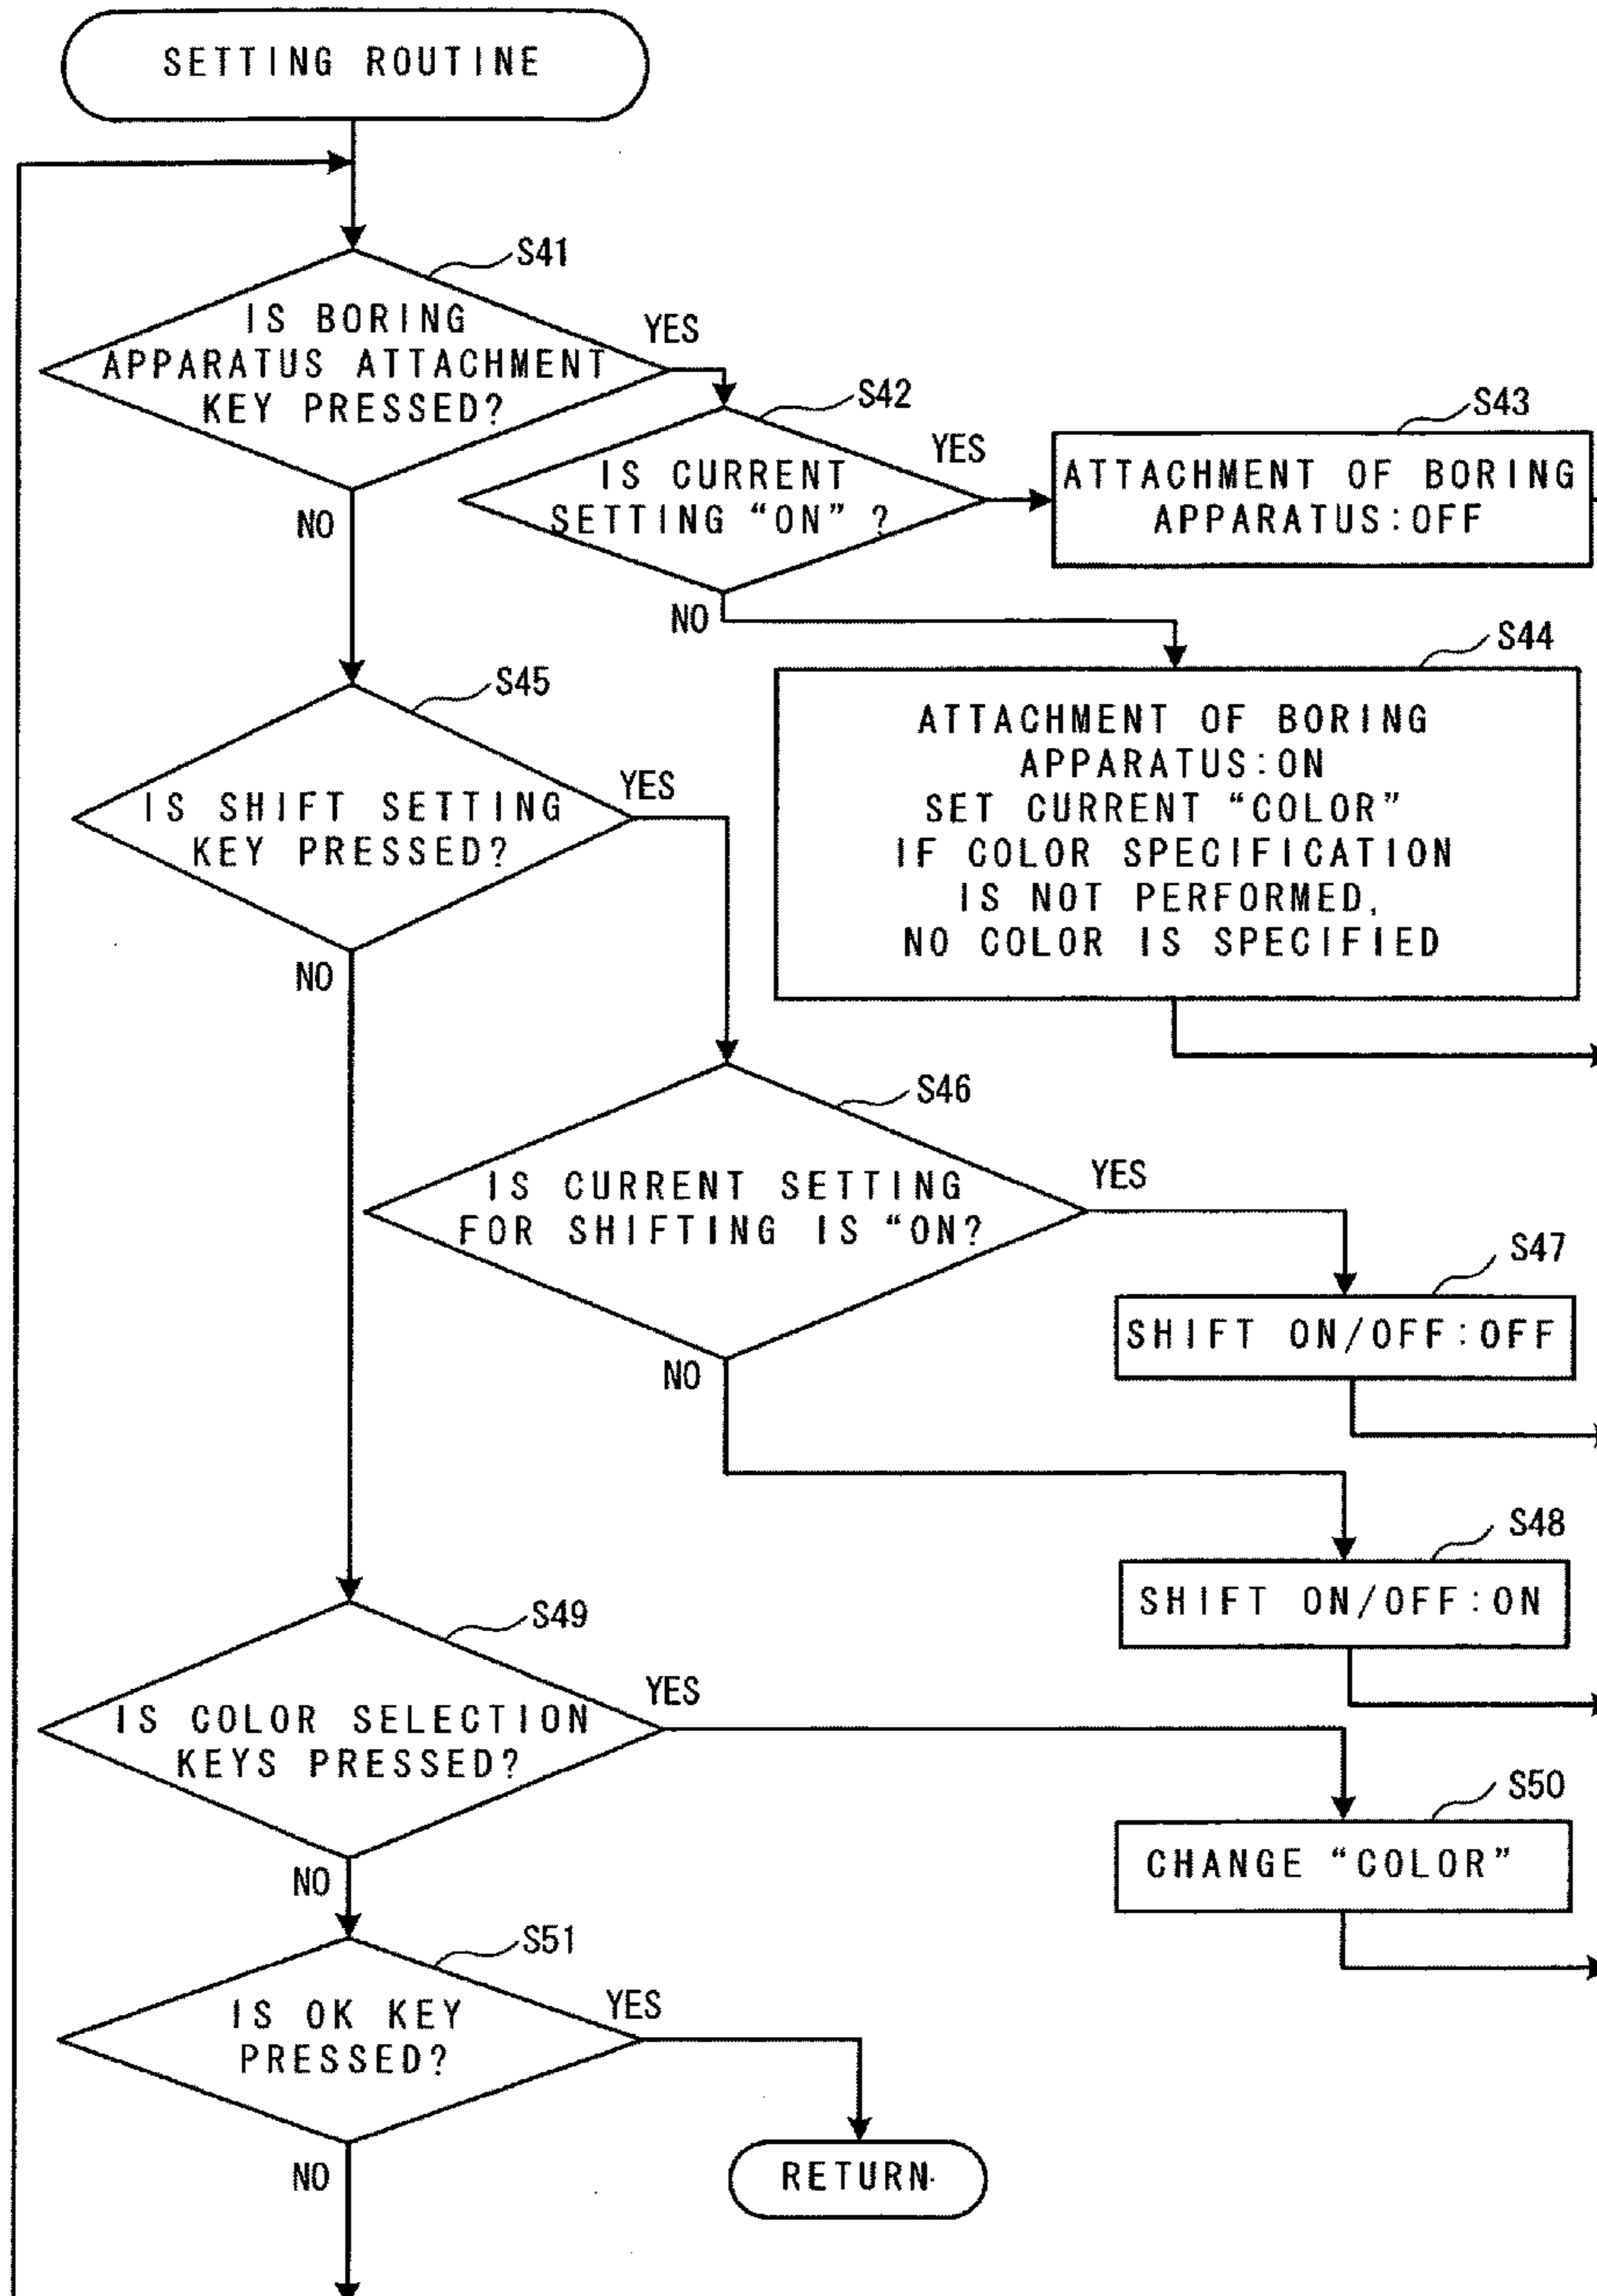 SETTING ROUTINE
S41
IS BORING
APPARATUS ATTACHMENT
KEY PRESSED?
YES
NO
S42
IS CURRENT
SETTING “ON” ?
YES
NO
S43
ATTACHMENT OF BORING
APPARATUS:OFF
S44
ATTACHMENT OF BORING
APPARATUS:ON
SET CURRENT “COLOR”
IF COLOR SPECIFICATION
IS NOT PERFORMED,
NO COLOR IS SPECIFIED
S45
IS SHIFT SETTING
KEY PRESSED?
YES
NO
S46
IS CURRENT SETTING
FOR SHIFTING IS “ON?
YES
NO
S47
SHIFT ON/OFF:OFF
S48
SHIFT ON/OFF:ON
S49
IS COLOR SELECTION
KEYS PRESSED?
YES
NO
S50
CHANGE “COLOR”
S51
IS OK KEY
PRESSED?
YES
NO
RETURN